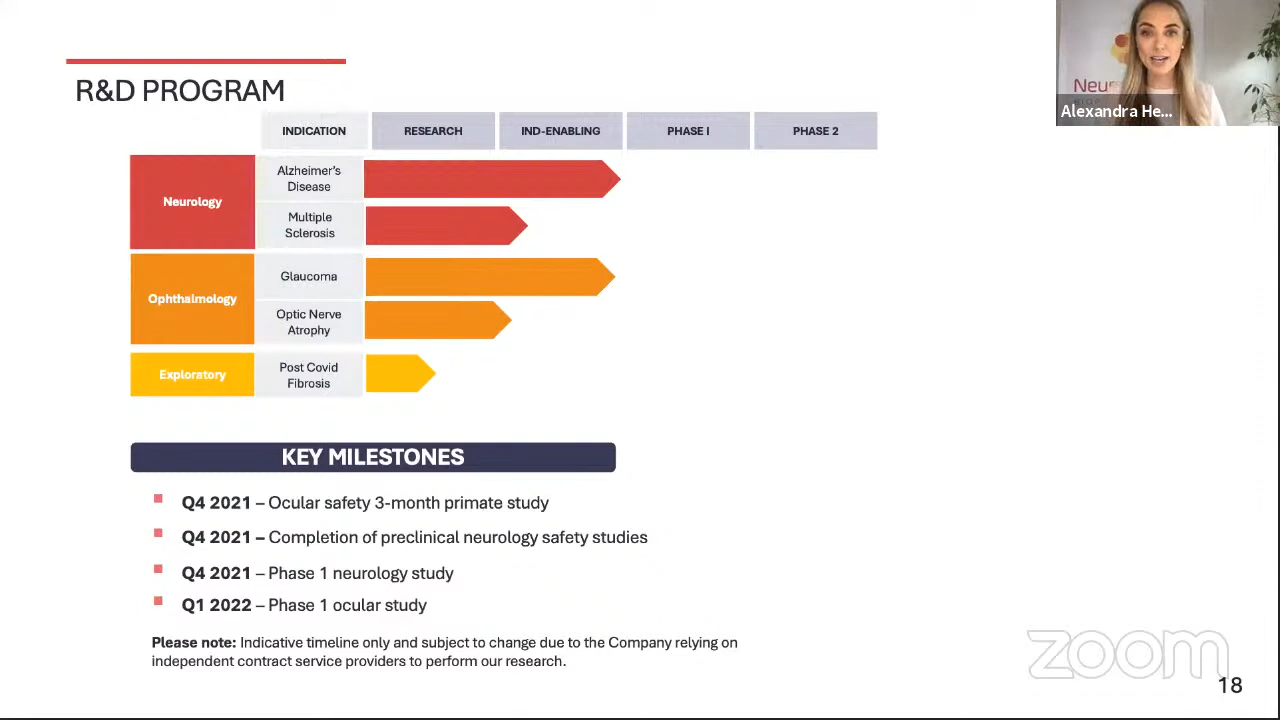 R&D PROGRAM
INDICATION
RESEARCH
IND-ENABLING
PHASE I
PHASE 2
Neurology
Alzheimer's
Disease
Multiple
Sclerosis
Ophthalmology
Glaucoma
Optic Nerve
Atrophy
Exploratory
Post Covid
Fibrosis
KEY MILESTONES
Q4 2021 – Ocular safety 3-month primate study
Q4 2021 – Completion of preclinical neurology safety studies
Q4 2021 – Phase 1 neurology study
Q1 2022 – Phase 1 ocular study
Please note: Indicative timeline only and subject to change due to the Company relying on
independent contract service providers to perform our research.
Neu
Alexandra He...
zoom
18